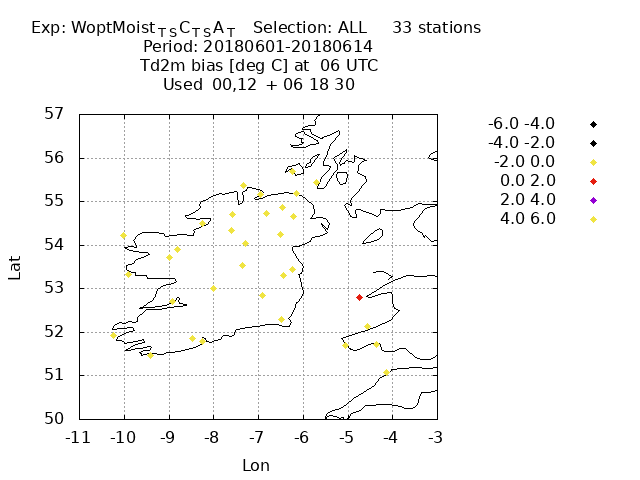 Exp: WoptMoist_TS C_TS A_T   Selection: ALL     33 stations
Period: 20180601-20180614
Td2m bias [deg C] at  06 UTC
Used  00,12  + 06 18 30
57
56
55
54
53
52
51
50
-11 -10 -9 -8 -7 -6 -5 -4 -3
Lat
Lon
-6.0 -4.0
-4.0 -2.0
-2.0 0.0
0.0 2.0
2.0 4.0
4.0 6.0